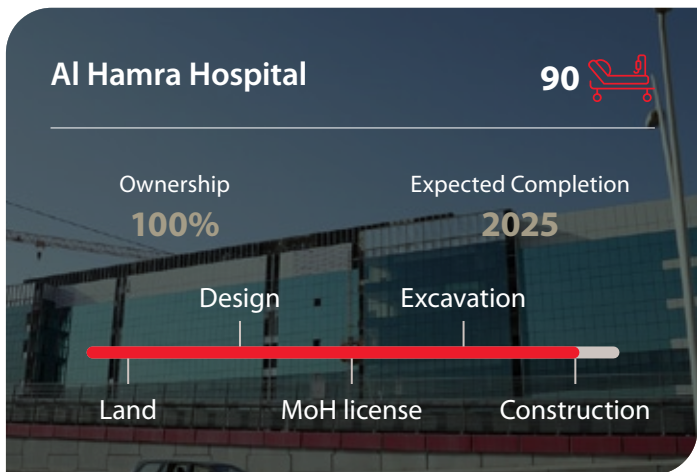 Al Hamra Hospital
90
Ownership
100%
Expected Completion
2025
Design
Excavation
Land
MoH license
Construction